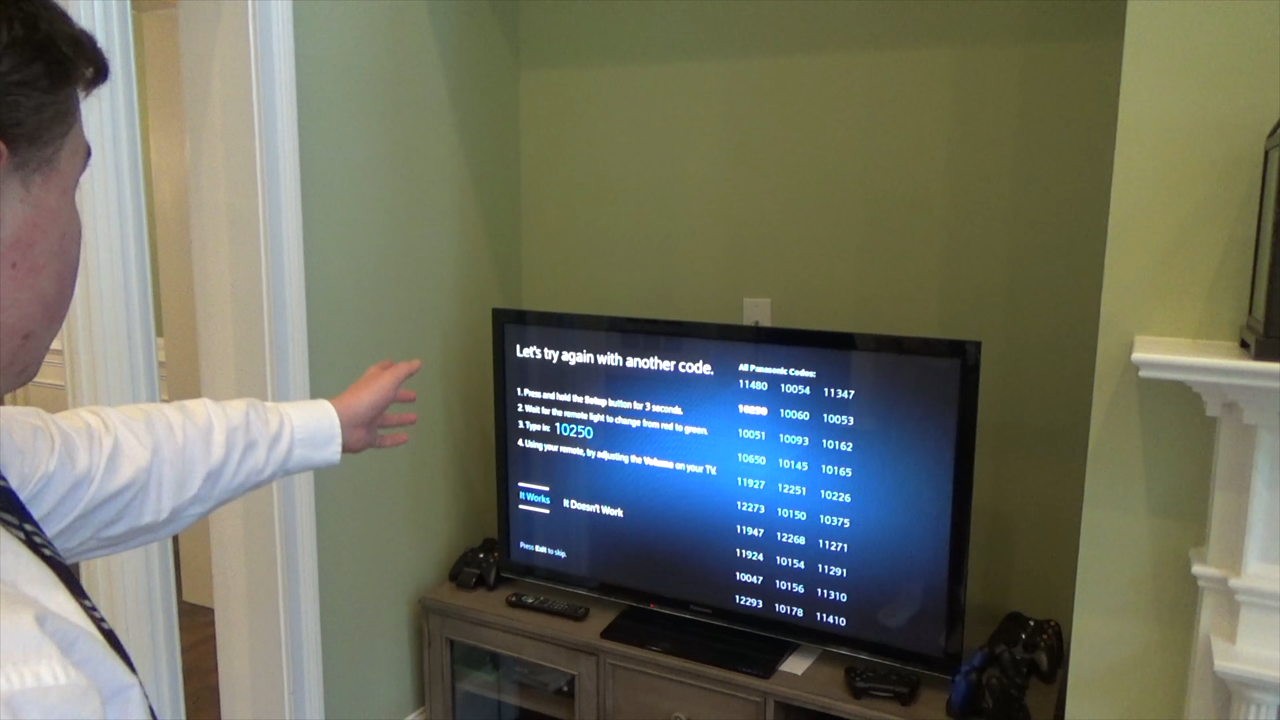 Let's try again with another code.
1. Press and hold the Setup button for 3 seconds.
2. Wait for the remote light to change from red to green.
3. Type in: 10250
4. Using your remote, try adjusting the Volume on your TV.
It Works It Doesn't Work
Press Exit to skip.
All Panasonic Codes:
11480 10054 11347
10250 10060 10053
10051 10093 10162
10650 10145 10165
11927 12251 10226
12273 10150 10375
11947 12268 11271
11924 10154 11291
10047 10156 11310
12293 10178 11410
Panasonic